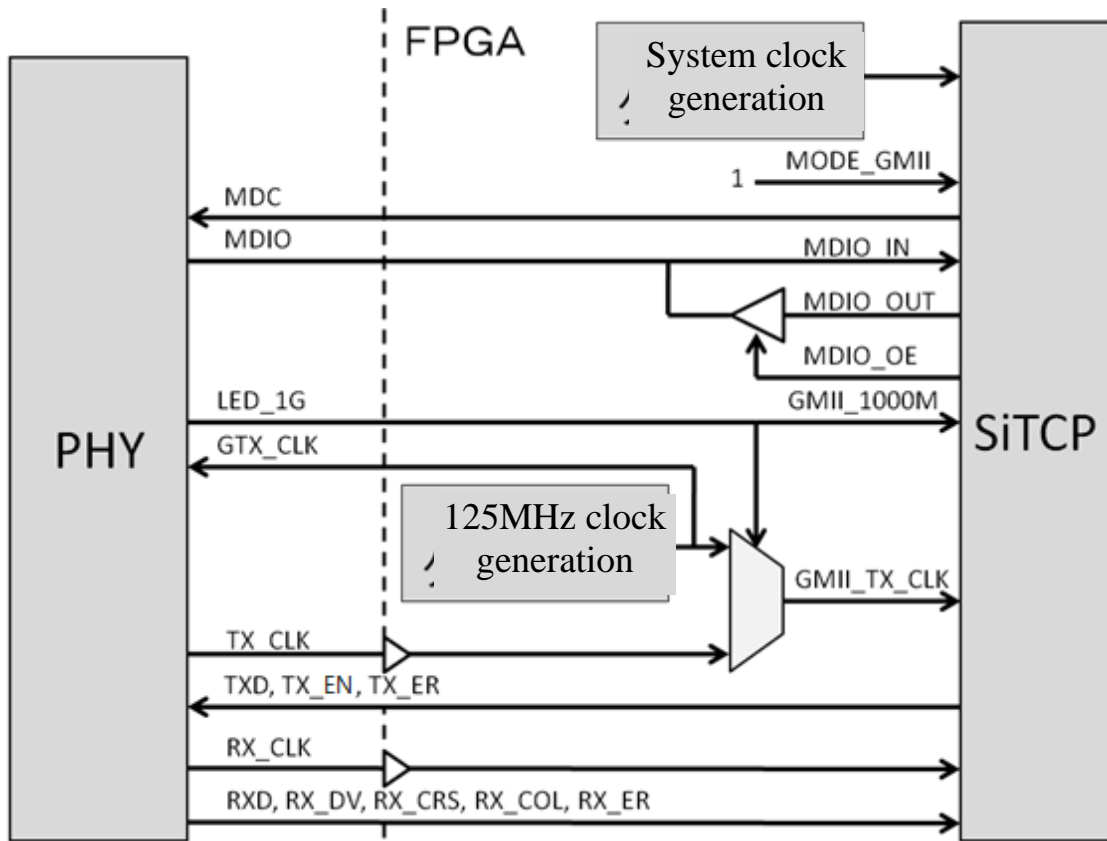 FPGA
System clock
generation
MODE_GMII
1
MDC
MDIO
MDIO_IN
MDIO_OUT
MDIO_OE
LED_1G
GMII_1000M
PHY
SiTCP
GTX_CLK
125MHz clock
generation
GMII_TX_CLK
TX_CLK
TXD, TX_EN, TX_ER
RX_CLK
RXD, RX_DV, RX_CRS, RX_COL, RX_ER